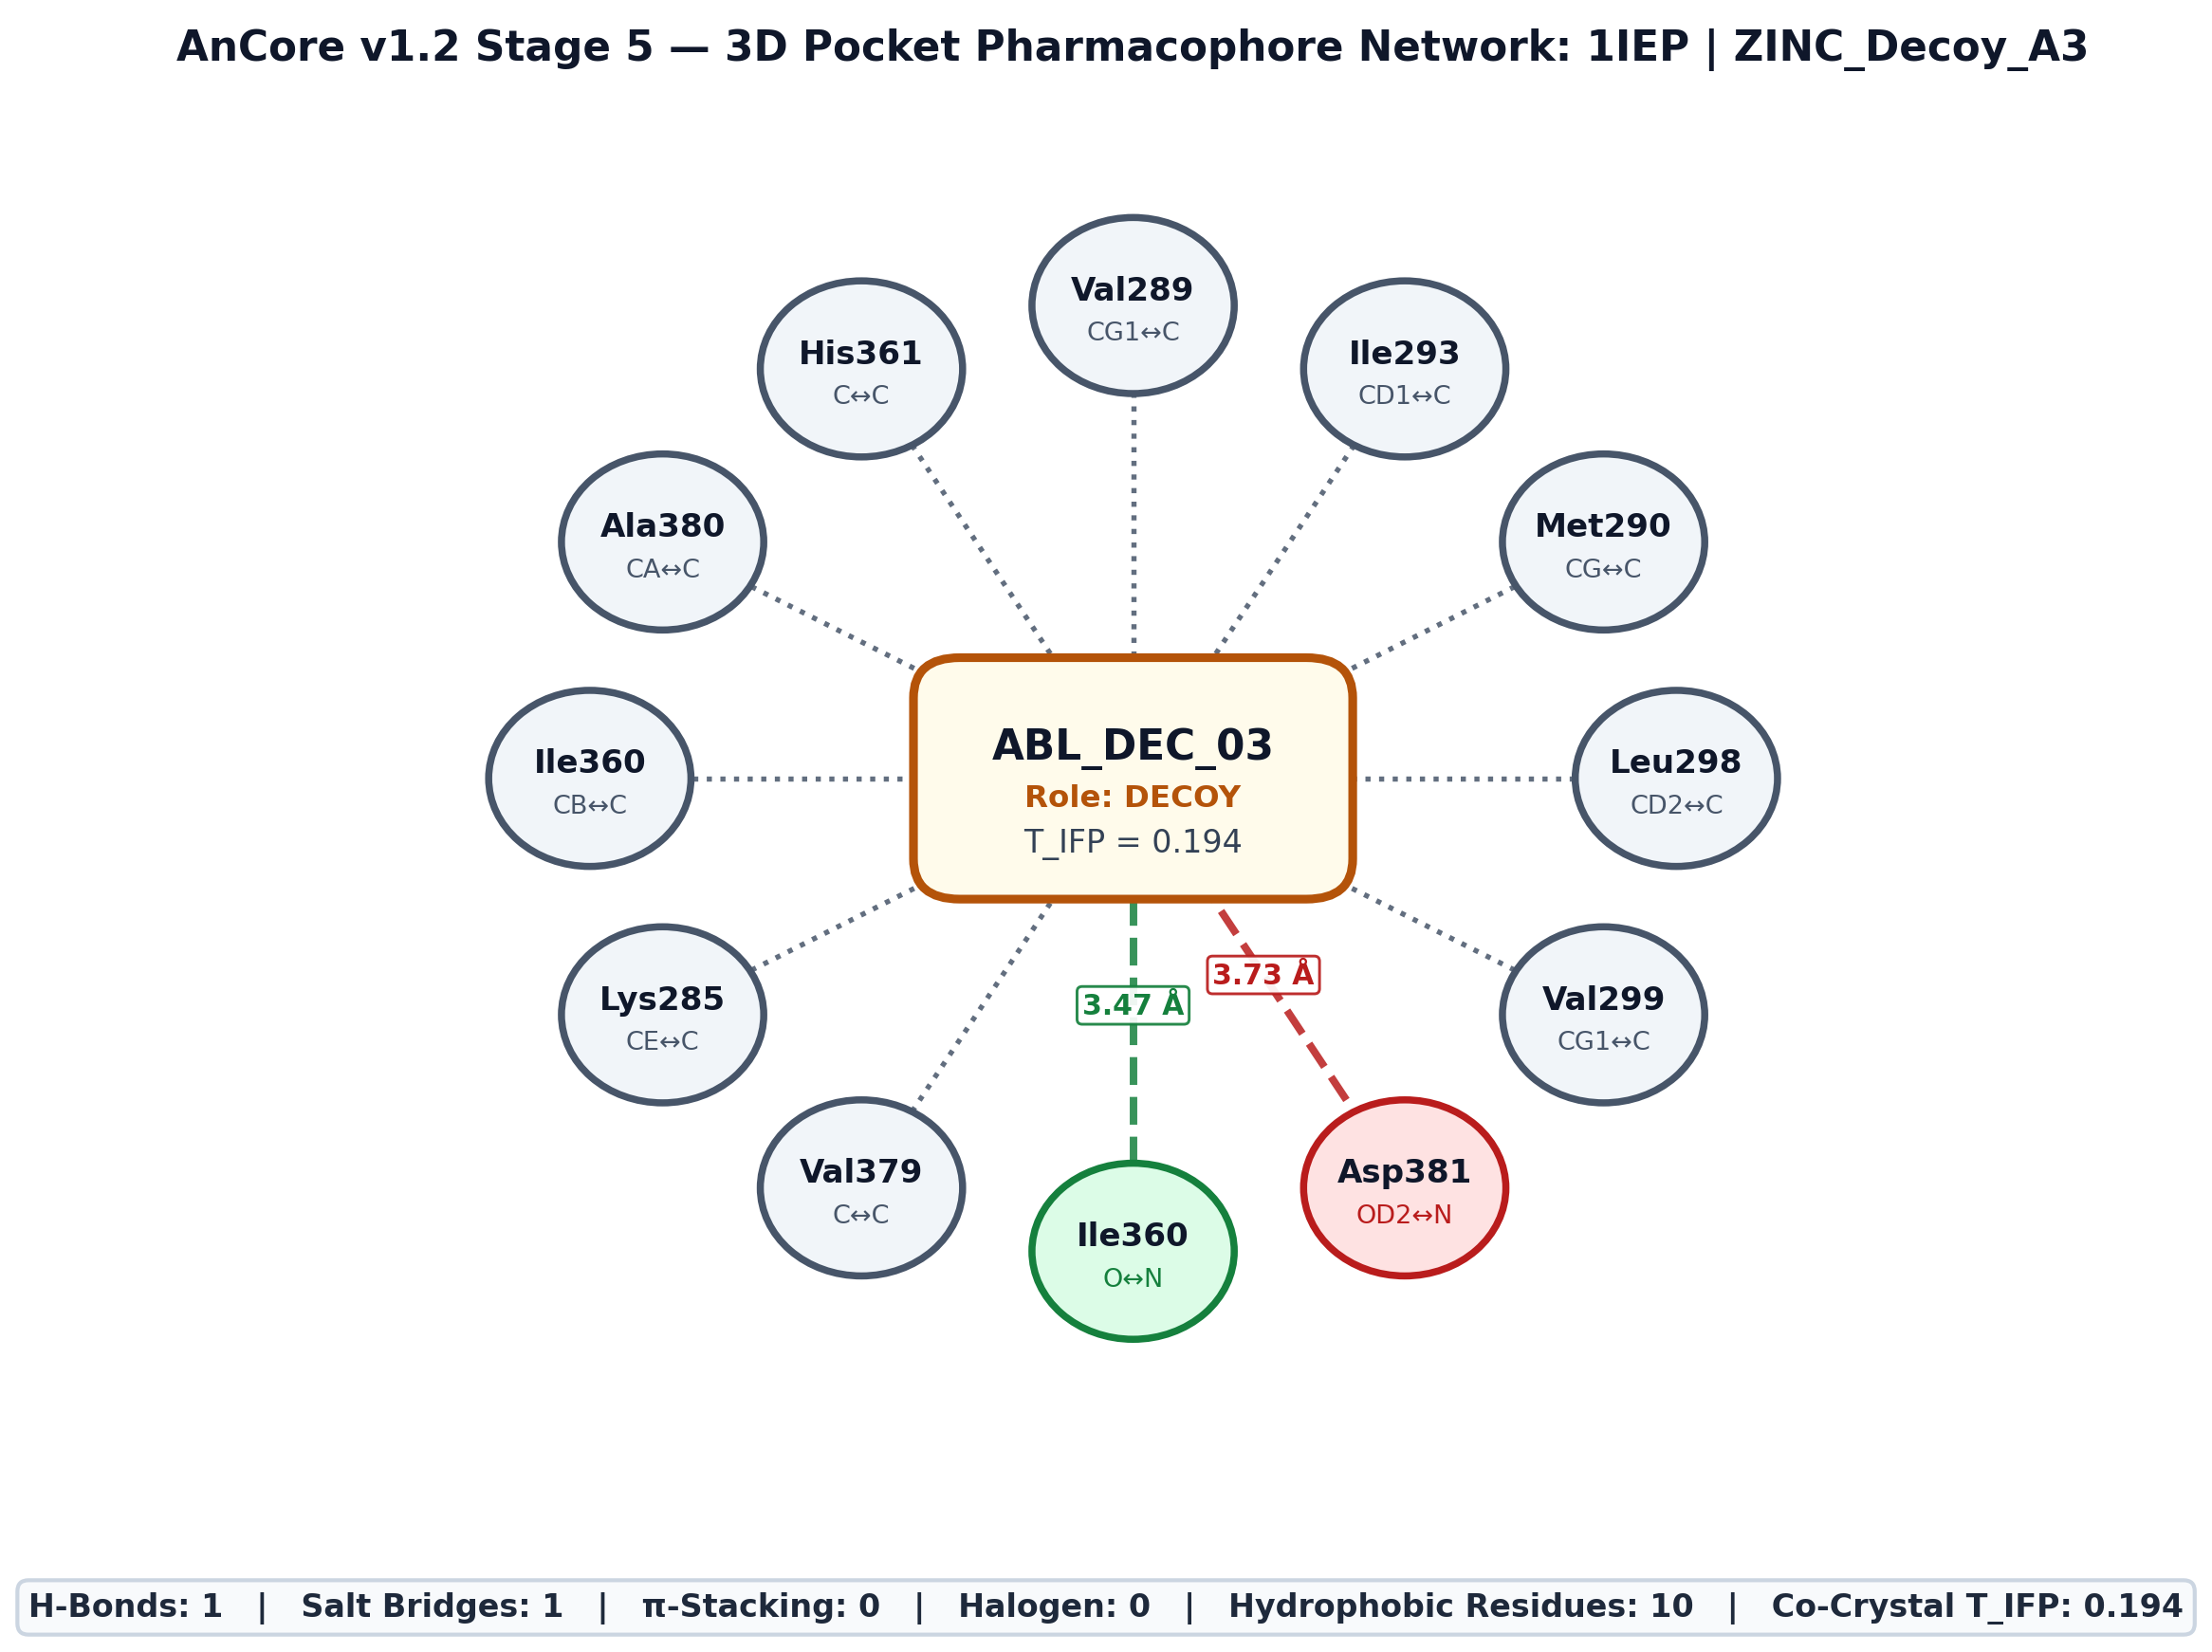 AnCore v1.2 Stage 5 — 3D Pocket Pharmacophore Network: 1IEP | ZINC_Decoy_A3
Val289
CG1↔C
His361
C↔C
Ile293
CD1↔C
Ala380
CA↔C
Met290
CG↔C
Ile360
CB↔C
ABL_DEC_03
Role: DECOY
T_IFP = 0.194
Leu298
CD2↔C
Lys285
CE↔C
3.47 Å
3.73 Å
Val299
CG1↔C
Val379
C↔C
Ile360
O↔N
Asp381
OD2↔N
H-Bonds: 1 | Salt Bridges: 1 | π-Stacking: 0 | Halogen: 0 | Hydrophobic Residues: 10 | Co-Crystal T_IFP: 0.194